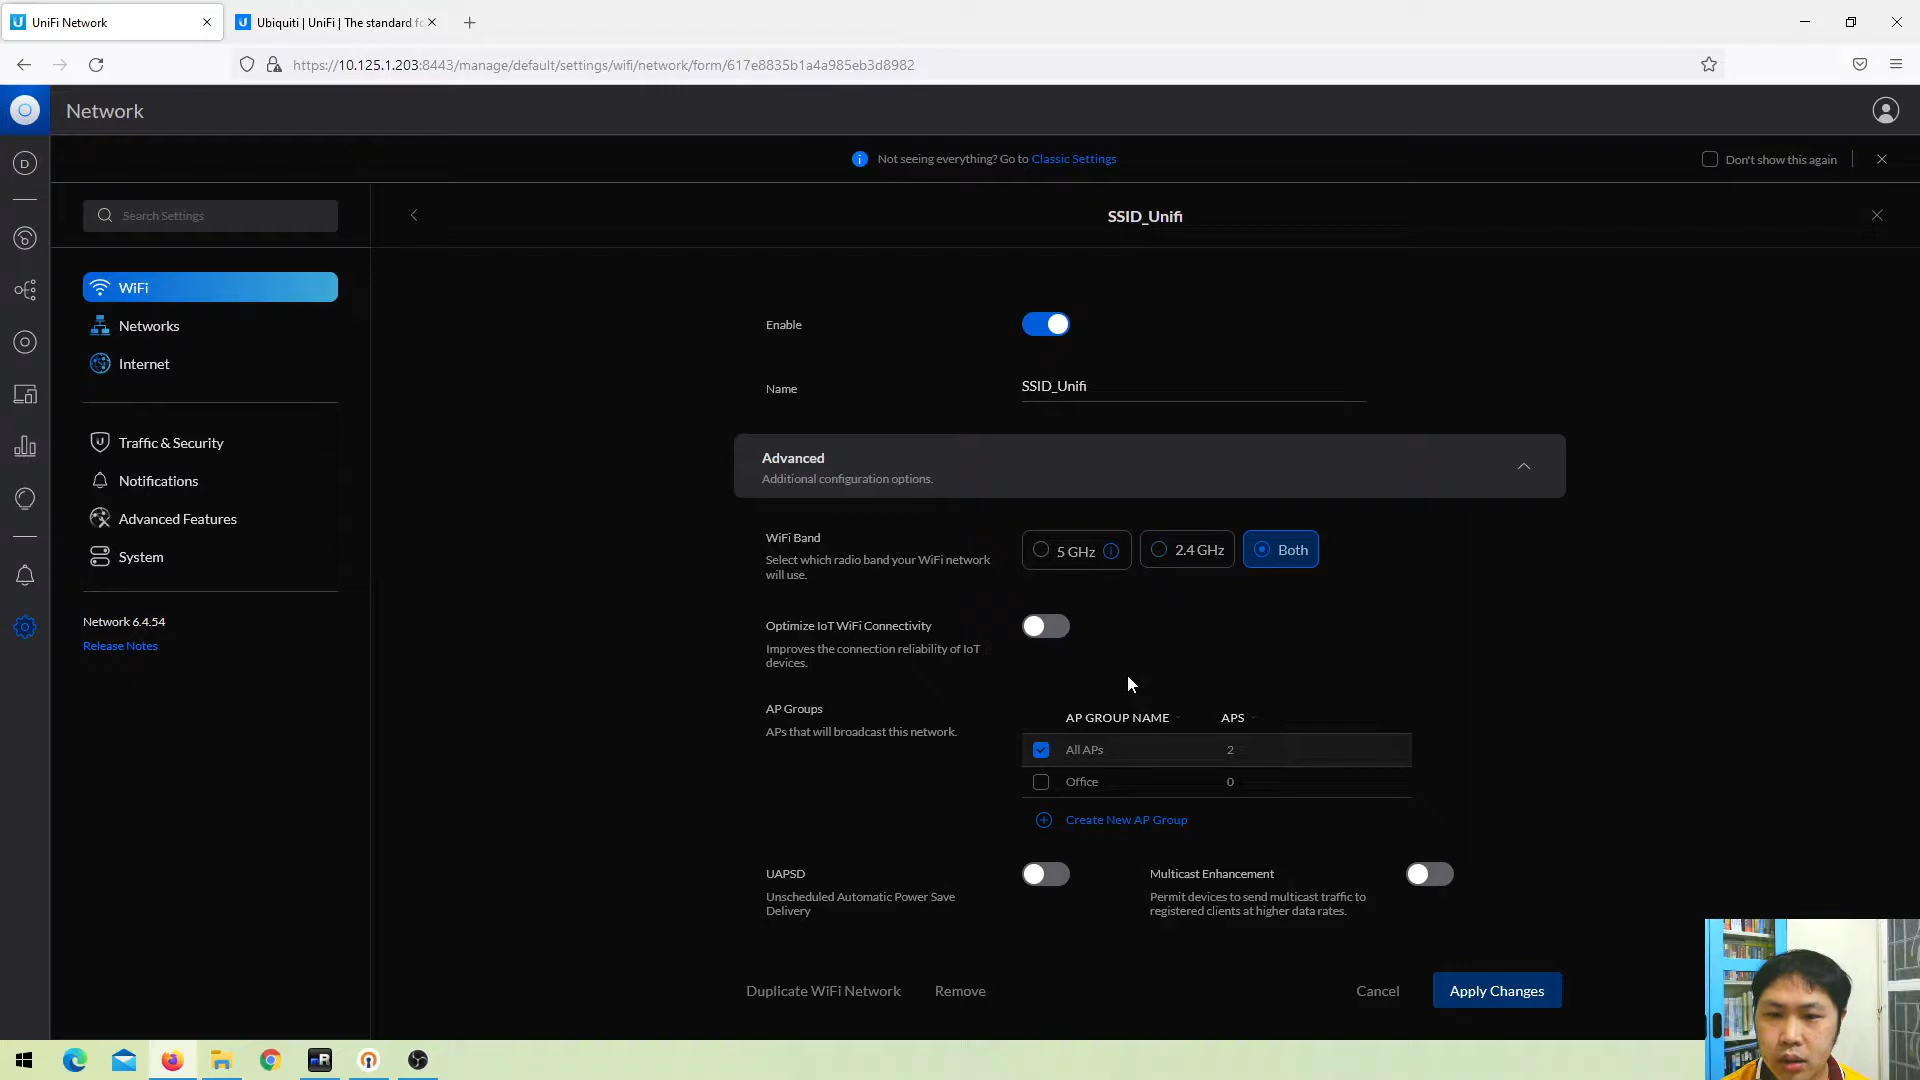 UniFi Network
Ubiquiti | UniFi | The standard fo
https://10.125.1.203:8443/manage/default/settings/wifi/network/form/617e8835b1a4a985eb3d8982
Network
D
Not seeing everything? Go to Classic Settings
Don't show this again
Search Settings
SSID_Unifi
WiFi
Networks
Internet
Traffic & Security
Notifications
Advanced Features
System
Network 6.4.54
Release Notes
Enable
Name
SSID_Unifi
Advanced
Additional configuration options.
WiFi Band
Select which radio band your WiFi network
will use.
5 GHz
2.4 GHz
Both
Optimize IoT WiFi Connectivity
Improves the connection reliability of IoT
devices.
AP Groups
APs that will broadcast this network.
AP GROUP NAME
APS
All APs
2
Office
0
Create New AP Group
UAPSD
Unscheduled Automatic Power Save
Delivery
Multicast Enhancement
Permit devices to send multicast traffic to
registered clients at higher data rates.
Duplicate WiFi Network
Remove
Cancel
Apply Changes